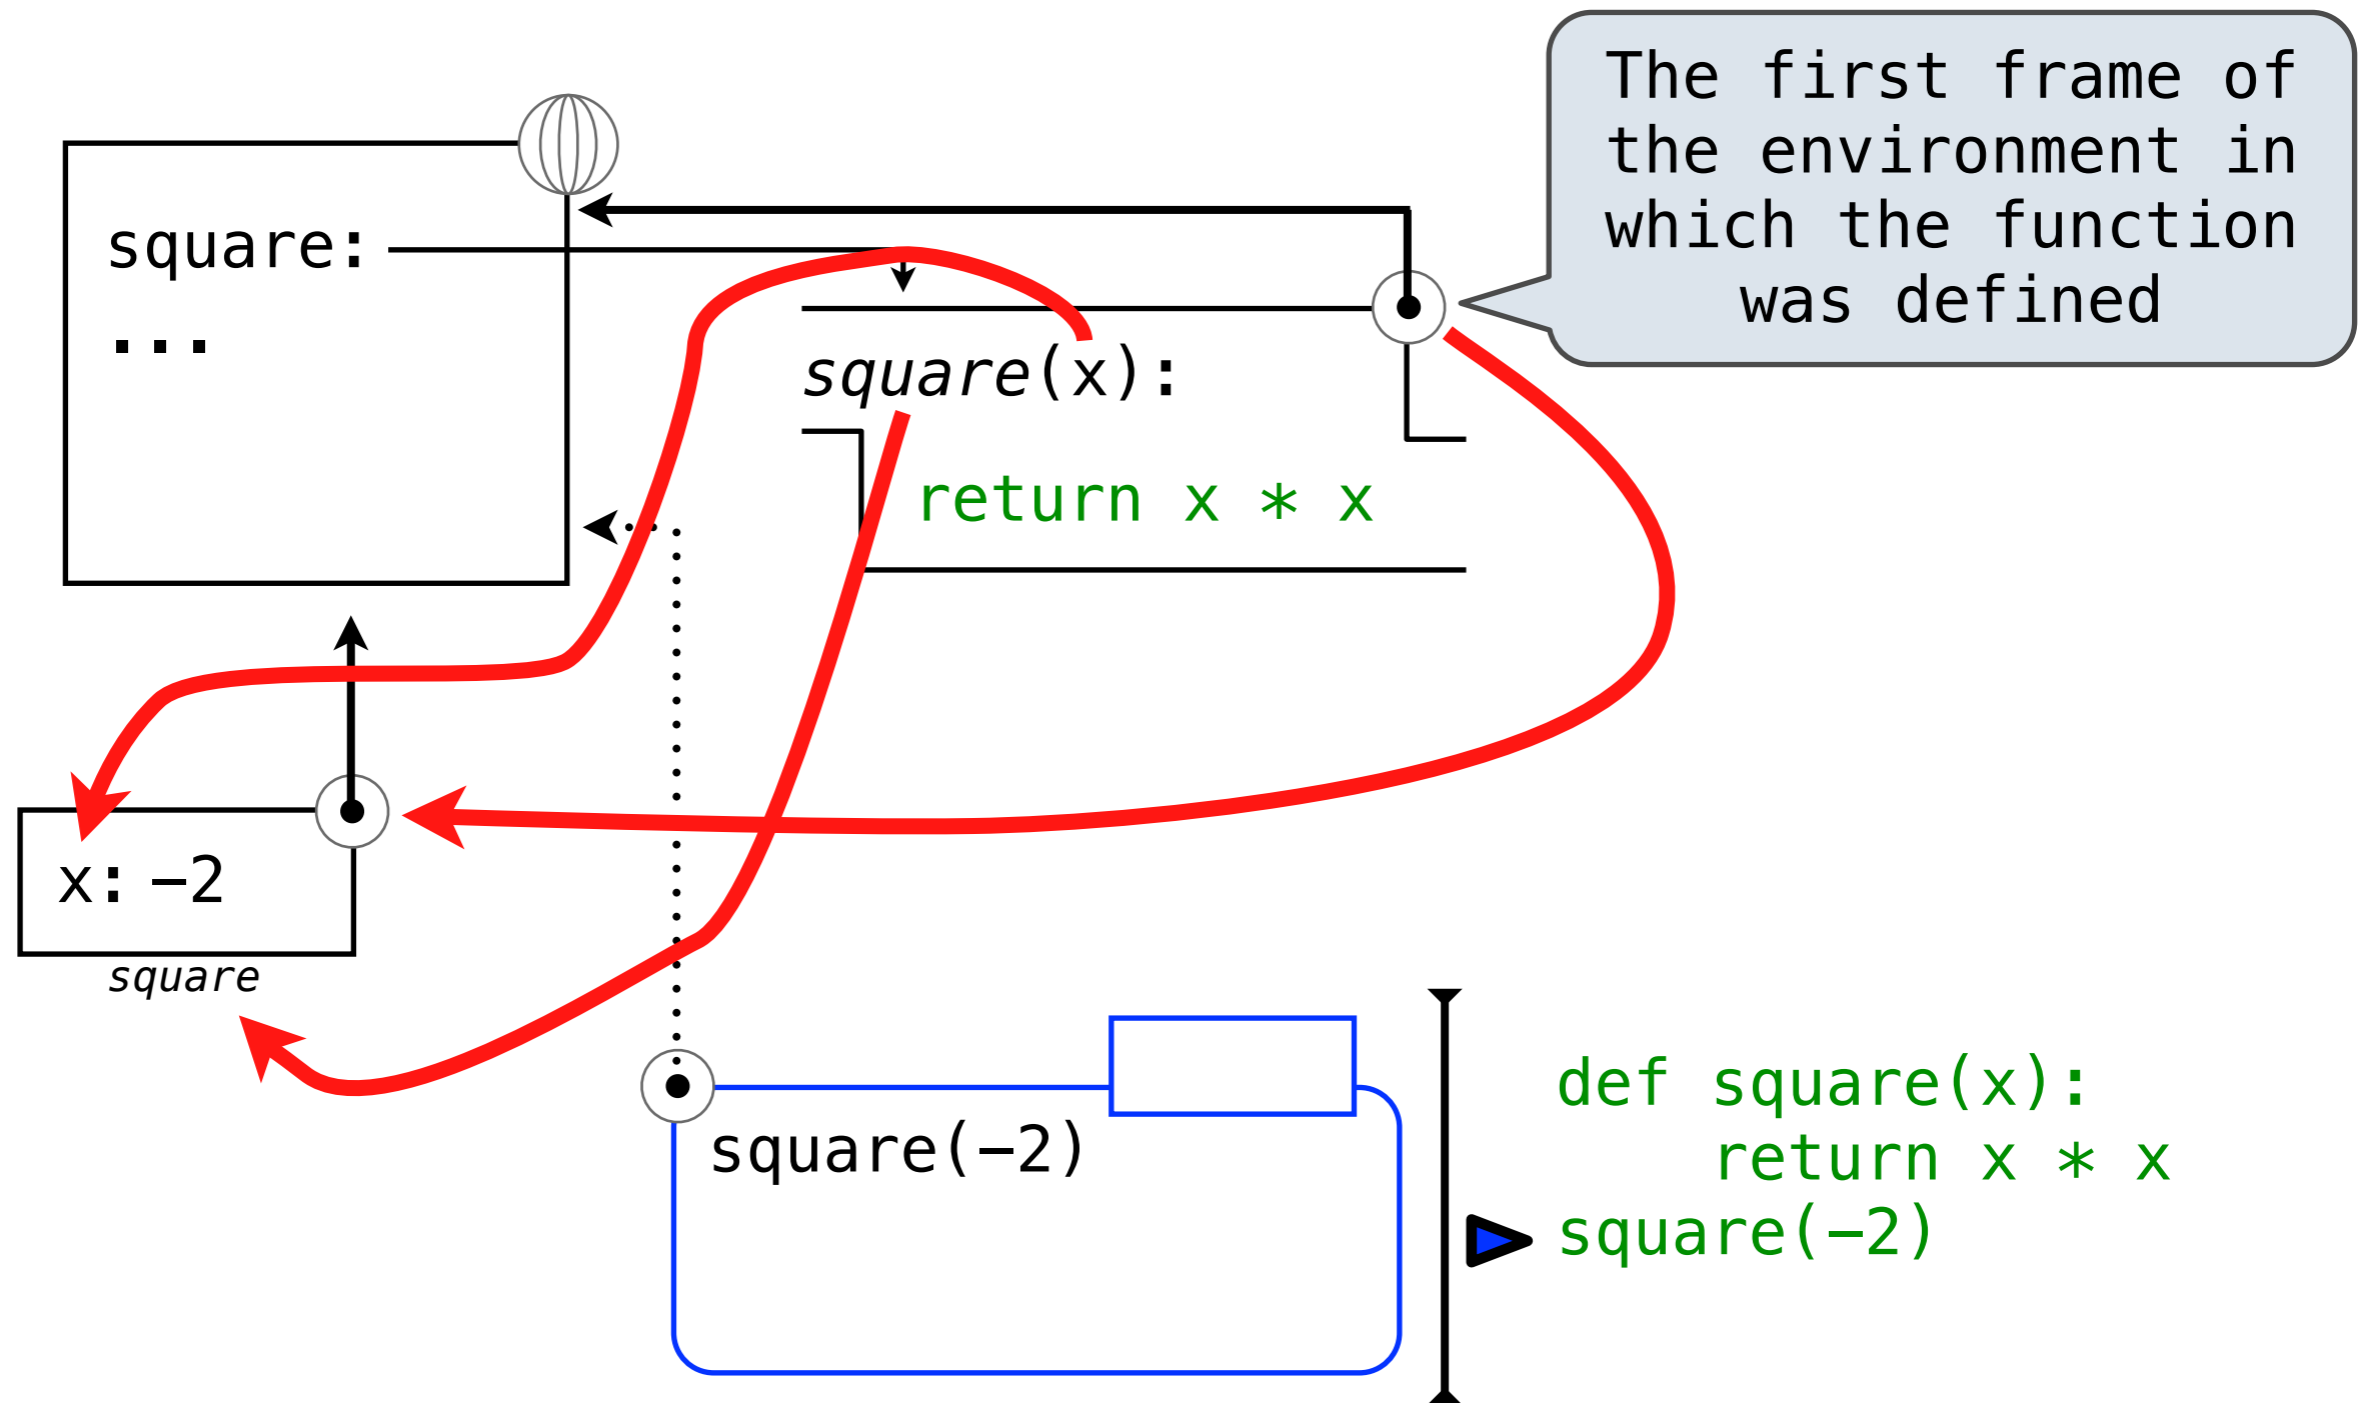 The first frame of
the environment in
which the function
was defined
square:
...
square(x):
return x * x
x: −2
square
square(−2)
def square(x):
    return x * x
square(−2)